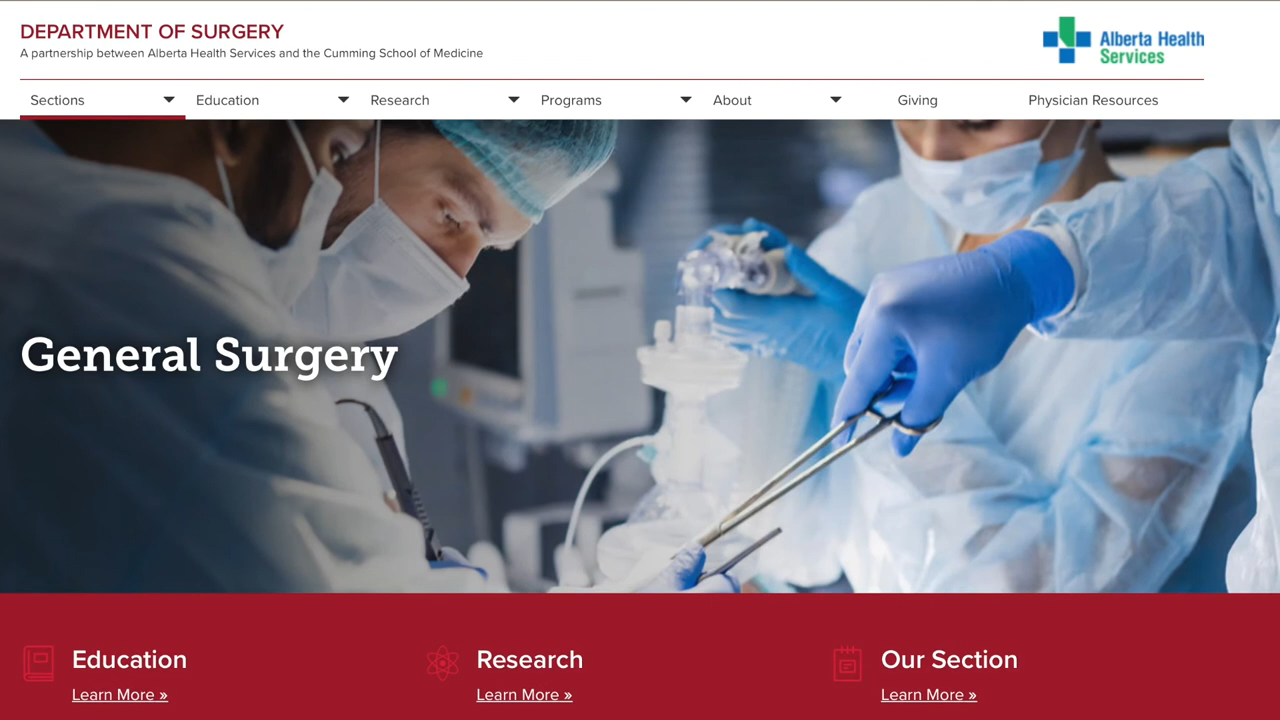 DEPARTMENT OF SURGERY
A partnership between Alberta Health Services and the Cumming School of Medicine
Alberta Health
Services
Sections Education Research Programs About Giving Physician Resources
General Surgery
Education Research Our Section
Learn More » Learn More » Learn More »